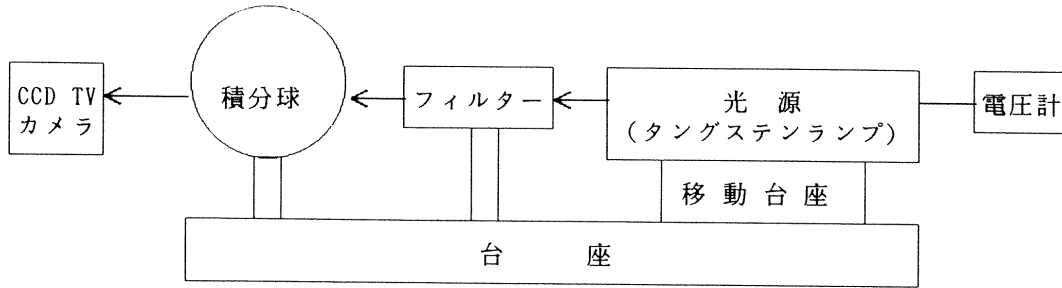 CCD TV
カメラ
積分球
フィルター
光 源
(タングステンランプ)
電圧計
移 動 台 座
台 座